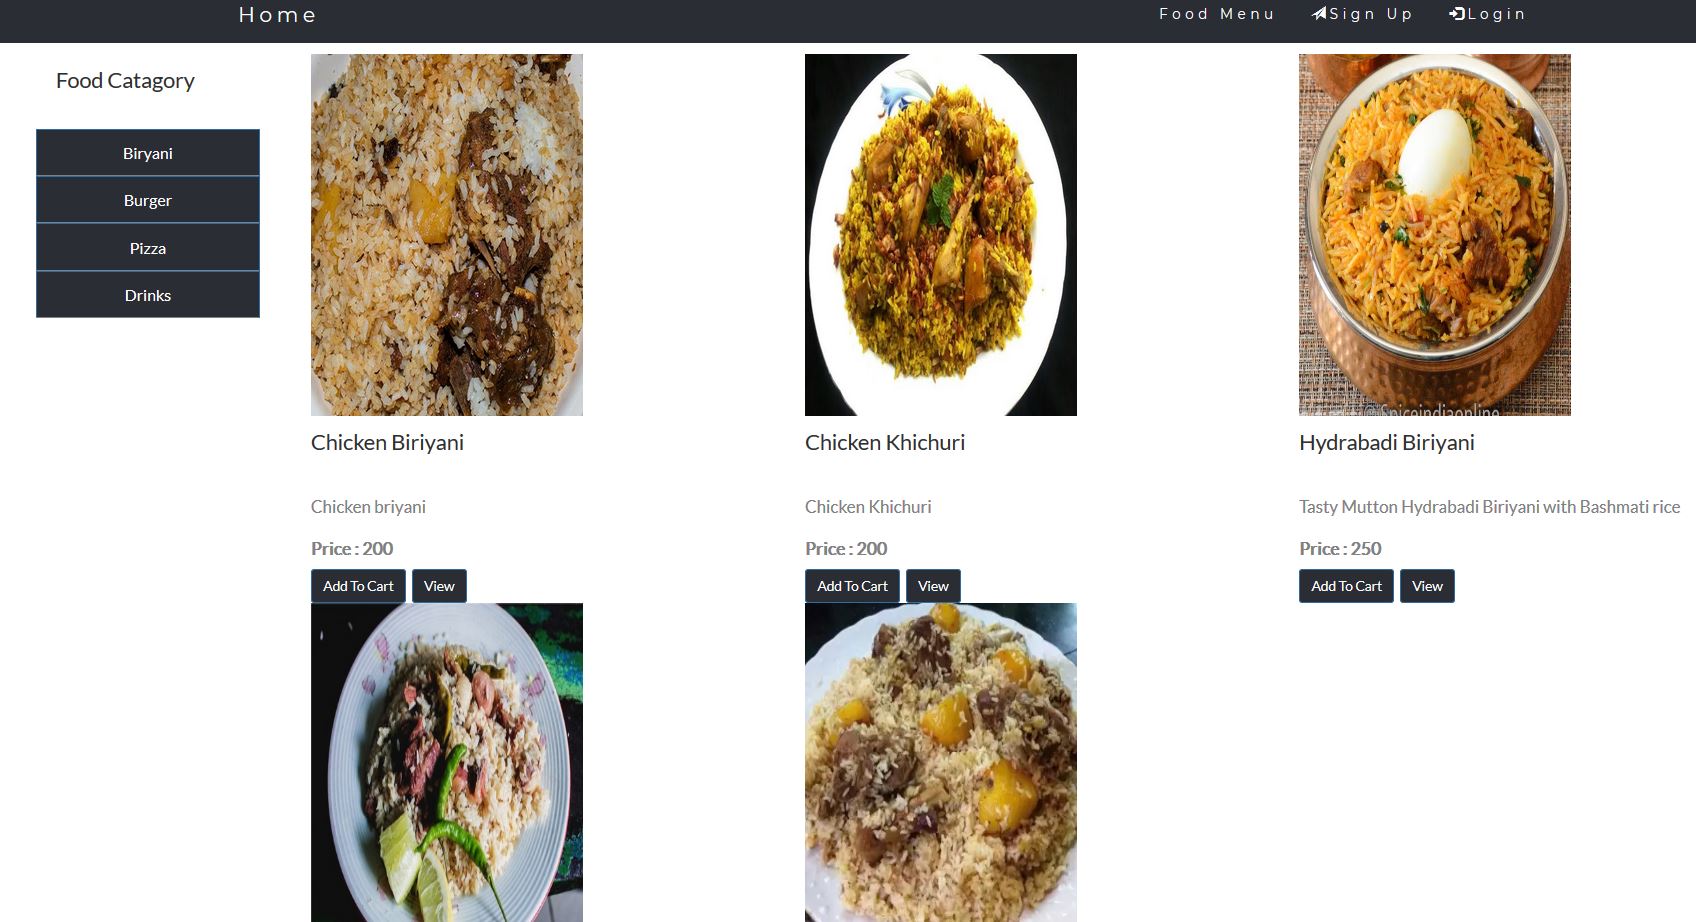 Home
Food Menu
Sign Up
Login
Food Catagory
Biryani
Burger
Pizza
Drinks
Chicken Biriyani
Chicken briyani
Price : 200
Add To Cart
View
Chicken Khichuri
Chicken Khichuri
Price : 200
Add To Cart
View
Spiceindiaonline
Hydrabadi Biriyani
Tasty Mutton Hydrabadi Biriyani with Bashmati rice
Price : 250
Add To Cart
View